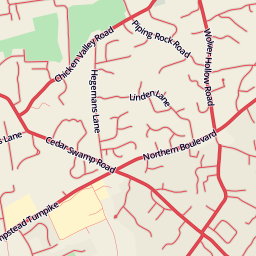 Piping Rock Road
Chicken Valley Road
Wolver Hollow Road
Hegemans Lane
Linden Lane
s Lane
Cedar Swamp Road
Northern Boulevard
mpstead Turnpike